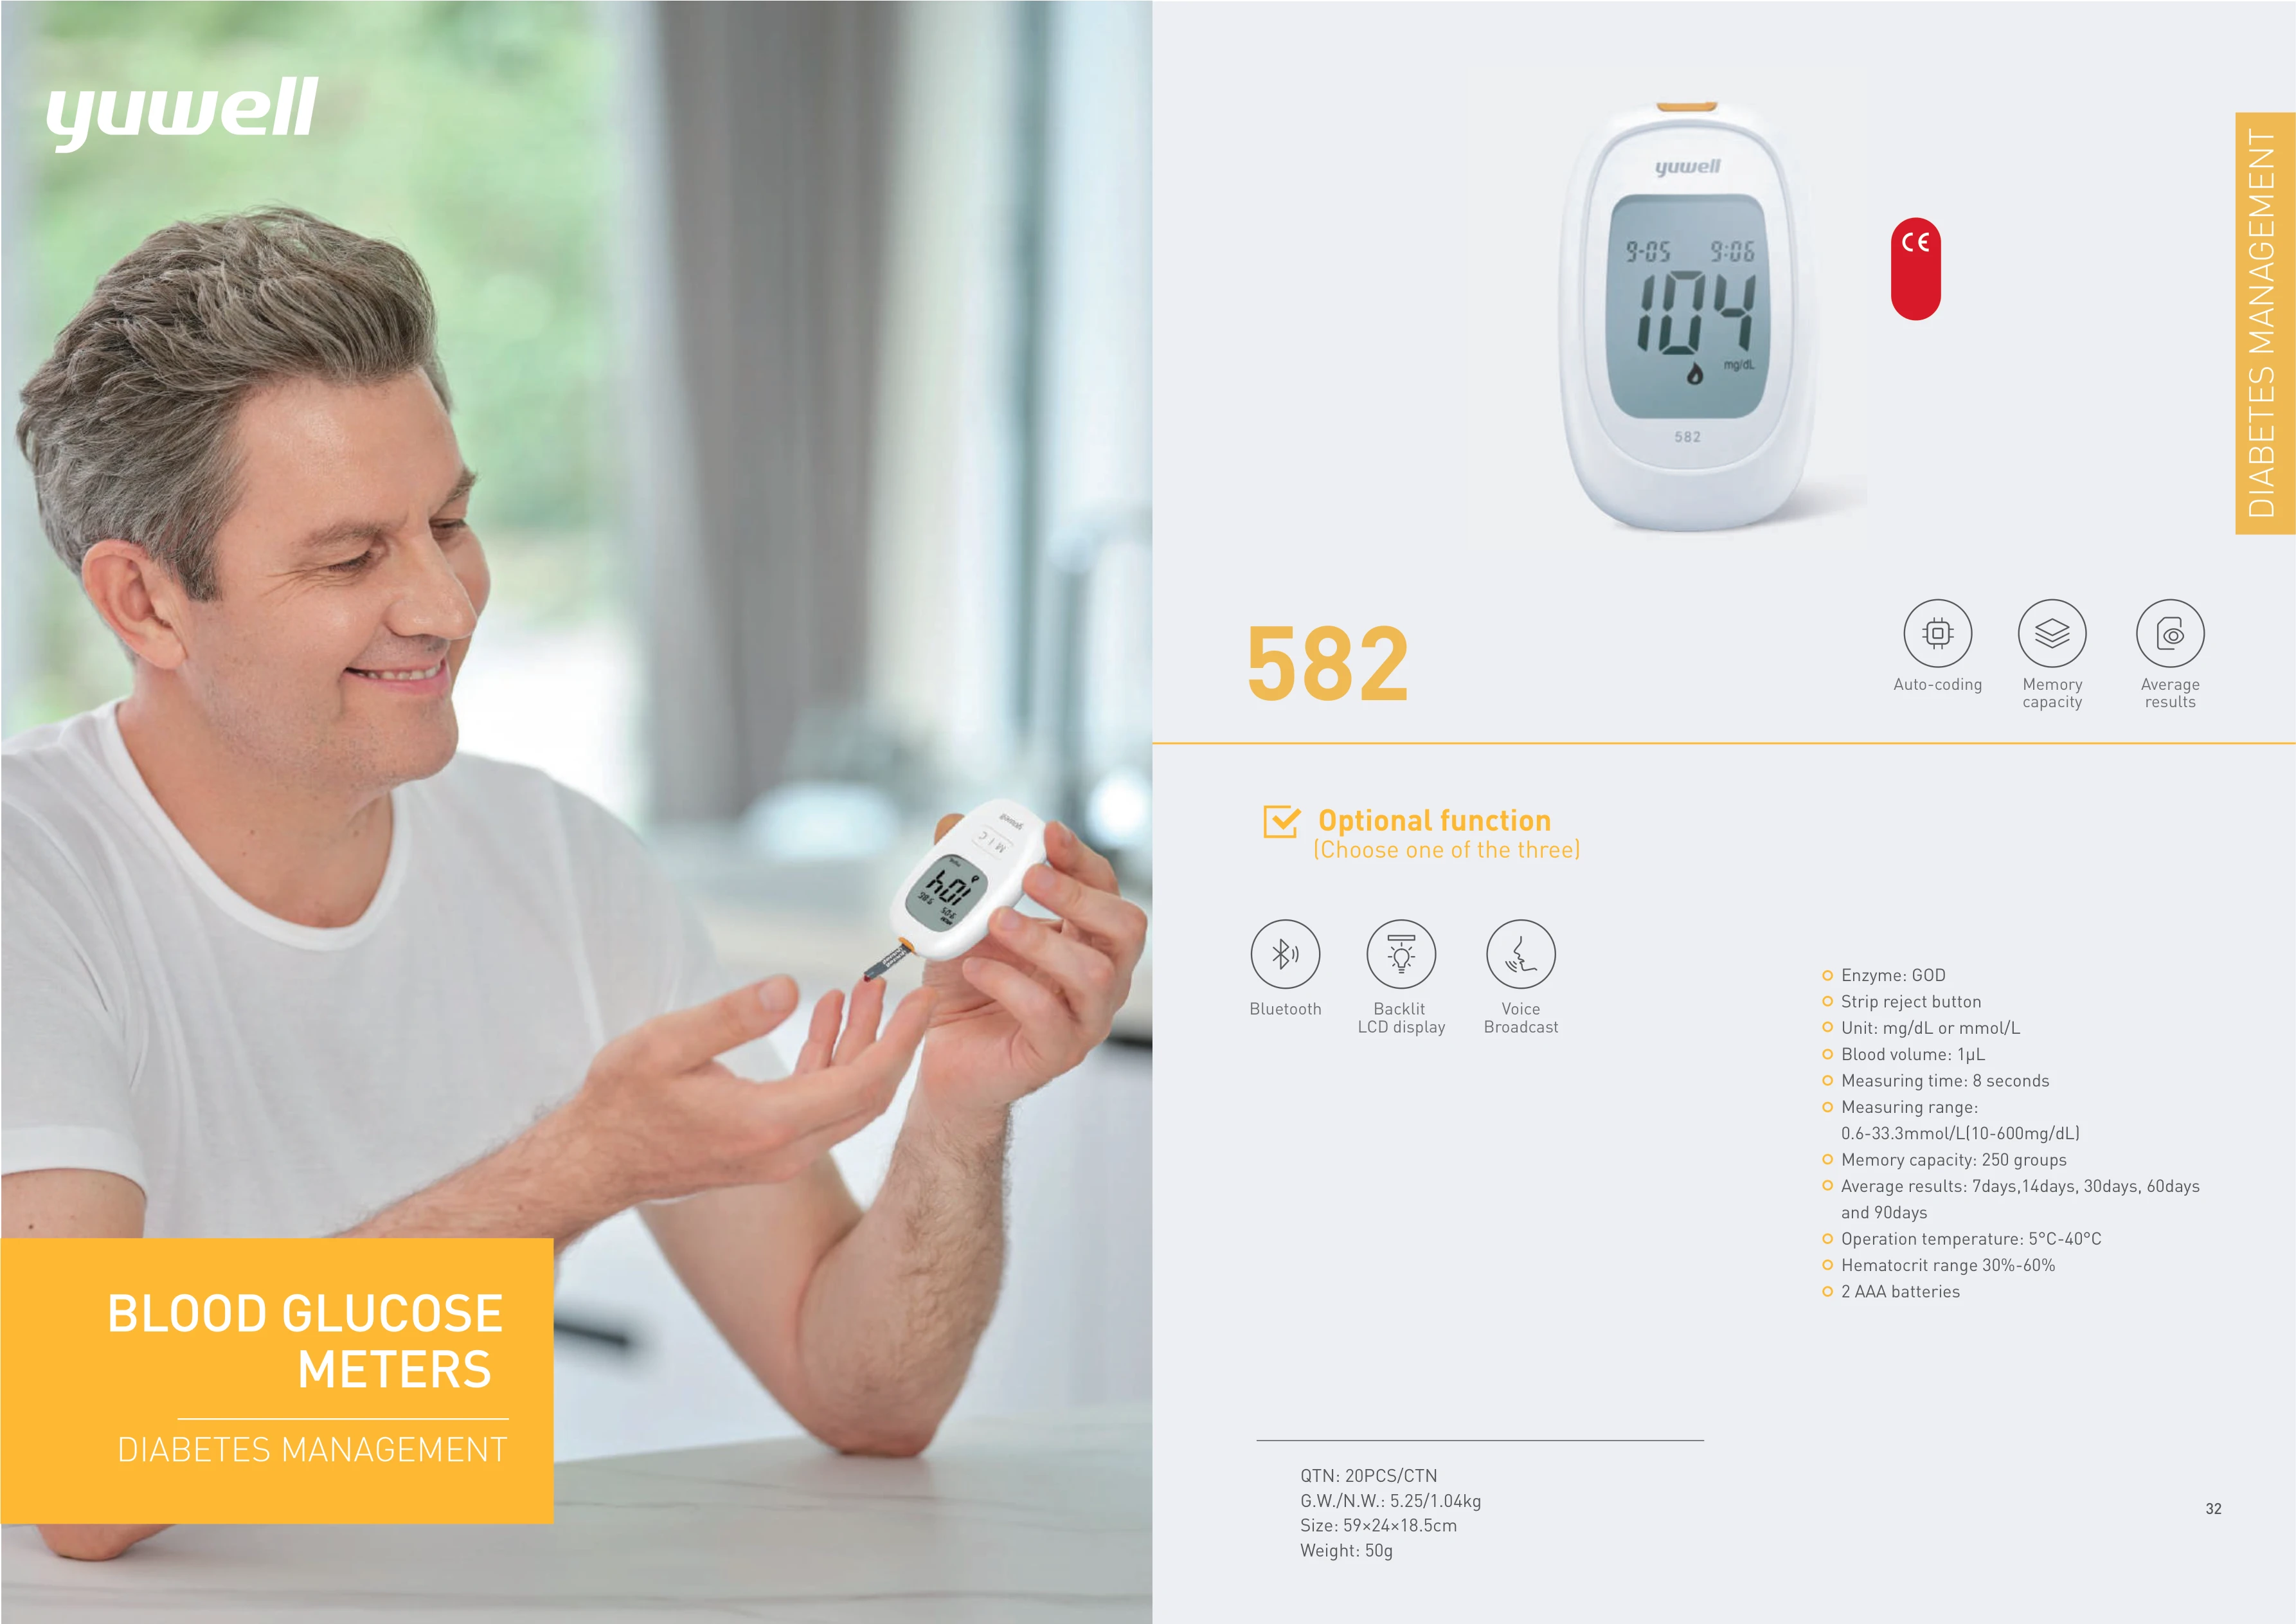 yuwell
yuwell
M I C
104
BLOOD GLUCOSE
METERS
DIABETES MANAGEMENT
yuwell
9-05 9:06
104
mg/dL
582
CE
DIABETES MANAGEMENT
582
Auto-coding
Memory
capacity
Average
results
Optional function
(Choose one of the three)
Bluetooth
Backlit
LCD display
Voice
Broadcast
Enzyme: GOD
Strip reject button
Unit: mg/dL or mmol/L
Blood volume: 1μL
Measuring time: 8 seconds
Measuring range:
0.6-33.3mmol/L(10-600mg/dL)
Memory capacity: 250 groups
Average results: 7days,14days, 30days, 60days
and 90days
Operation temperature: 5°C-40°C
Hematocrit range 30%-60%
2 AAA batteries
QTN: 20PCS/CTN
G.W./N.W.: 5.25/1.04kg
Size: 59×24×18.5cm
Weight: 50g
32